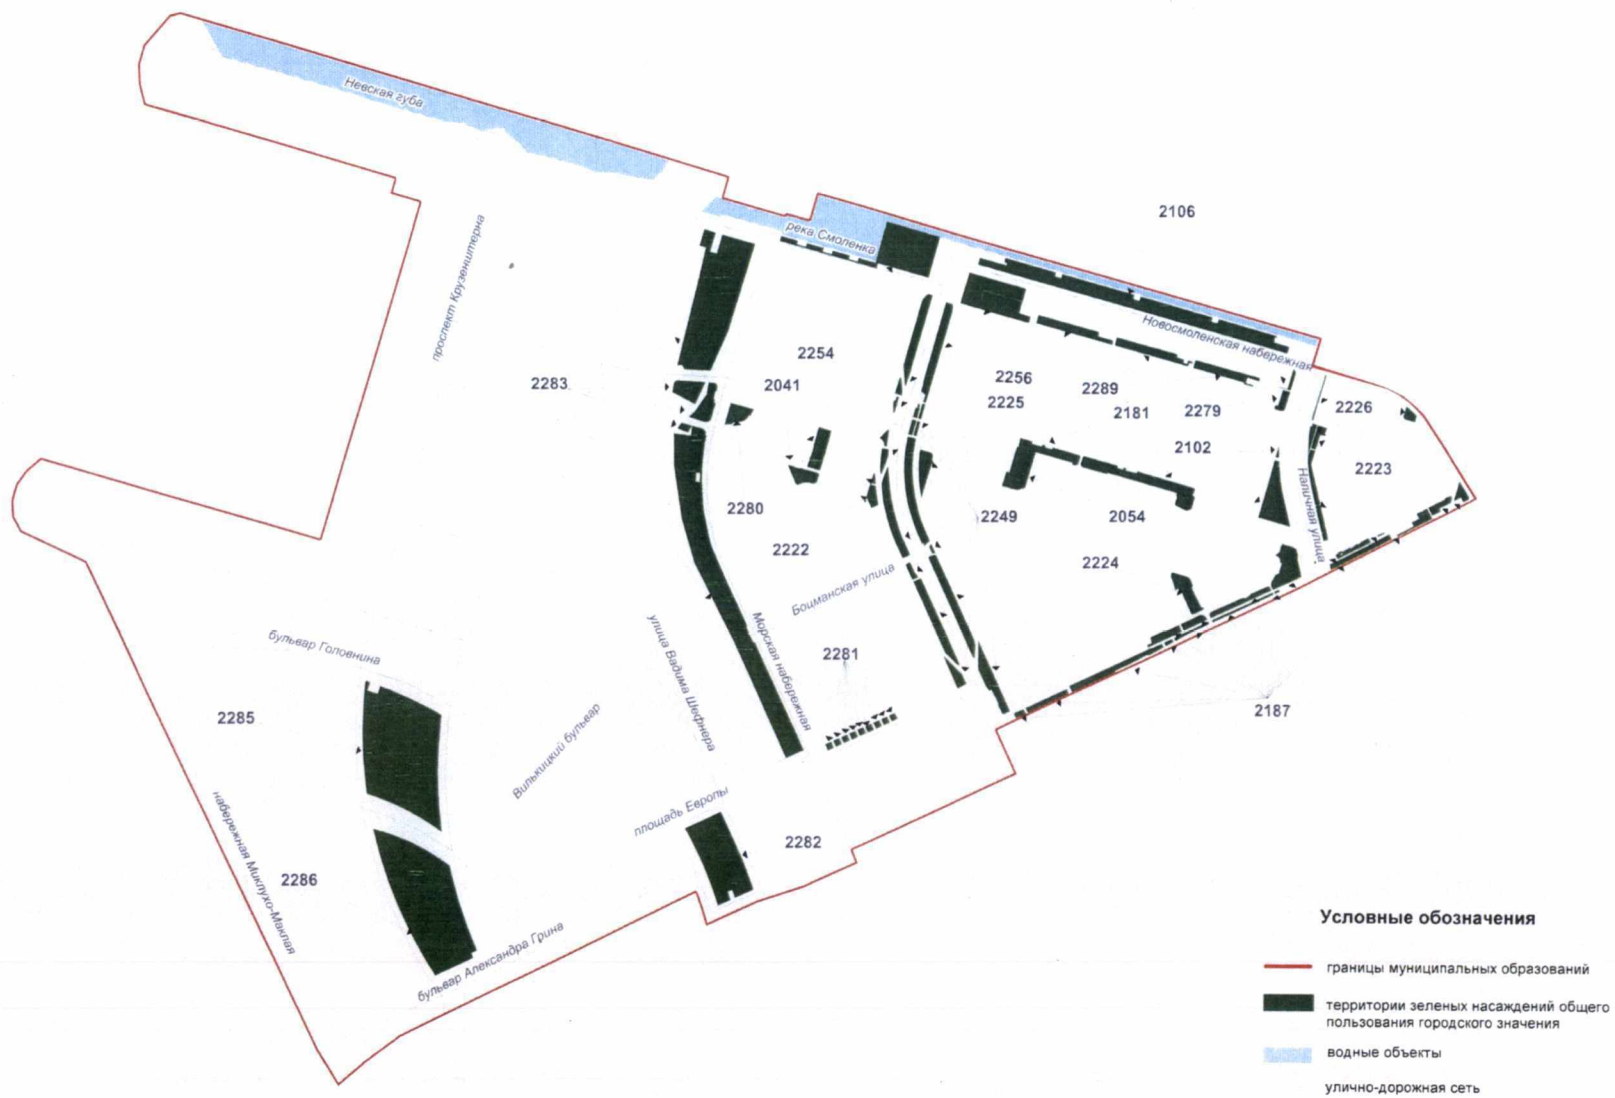 Невская губа
2106
проспект Крузенштерна
река Смоленка
Новосмоленская набережная
2254
2283
2041
2256
2289
2225
2181
2279
2226
2102
2223
2280
2249
2054
Наличная улица
2222
2224
Боцманская улица
улица Вадима Шефнера
Морская набережная
бульвар Головнина
2281
2285
2187
Вилькицкий бульвар
площадь Европы
набережная Миклухо-Маклая
2282
2286
бульвар Александра Грина
Условные обозначения
границы муниципальных образований
территории зеленых насаждений общего
пользования городского значения
водные объекты
улично-дорожная сеть